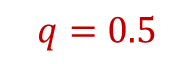 q = 0.5